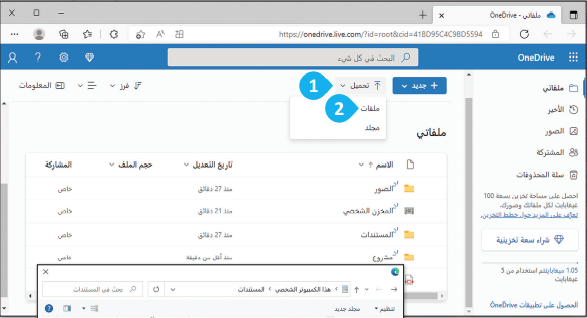 ملفاتي - OneDrive
https://onedrive.live.com/?id=root&cid=41BD95C4C9BD5594
OneDrive
البحث في كل شيء
ملفاتي
الأخير
الصور
المشتركة
سلة المحذوفات
احصل على مساحة تخزين بسعة 100
غيغابايت لكل ملفاتك وصورك.
تعرّف على المزيد حول خطط التخزين.
شراء سعة تخزينية
1.05 ميغابايت تم استخدام من 5
غيغابايت
الحصول على تطبيقات OneDrive
جديد
تحميل
1
ملفات
2
مجلد
فرز
المعلومات
ملفاتي
الاسم
تاريخ التعديل
حجم الملف
المشاركة
الصور
منذ 27 دقائق
خاص
المخزن الشخصي
منذ 21 دقائق
خاص
المستندات
منذ 27 دقائق
خاص
مشروع
منذ أقل من دقيقة
خاص
هذا الكمبيوتر الشخصي
المستندات
بحث في المستندات
تنظيم
مجلد جديد